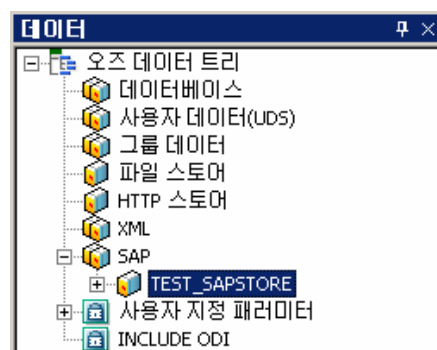 데이터
오즈 데이터 트리
데이터베이스
사용자 데이터(UDS)
그룹 데이터
파일 스토어
HTTP 스토어
XML
SAP
TEST_SAPSTORE
사용자 지정 패러미터
INCLUDE ODI